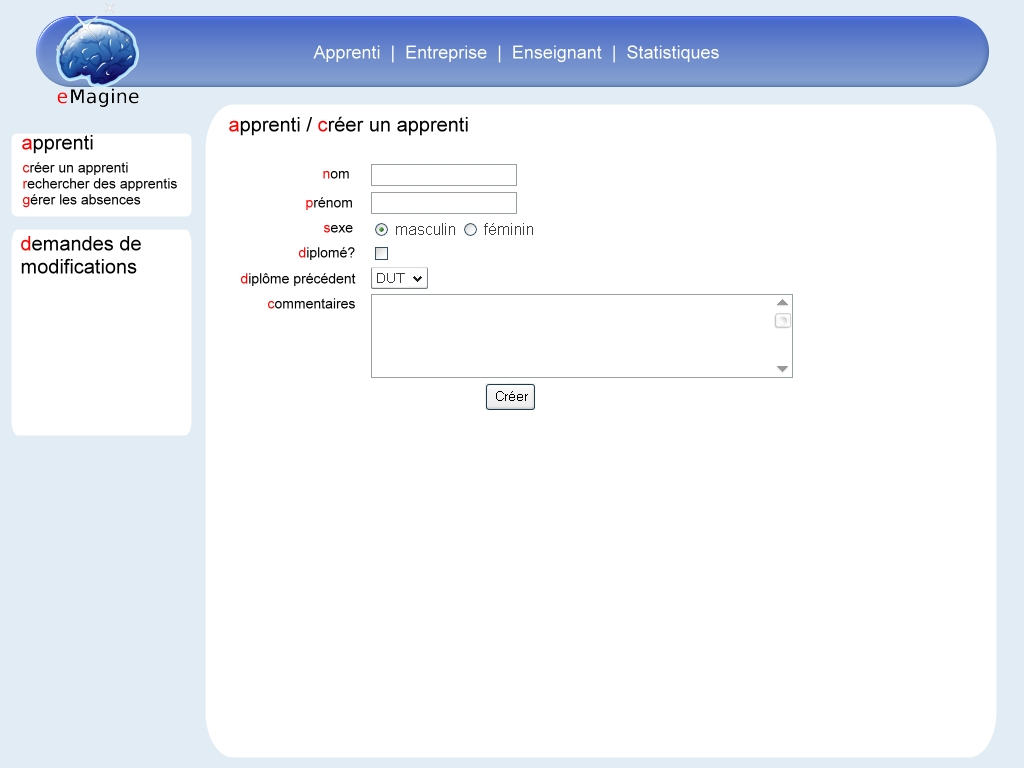 Apprenti | Entreprise | Enseignant | Statistiques
eMagine
apprenti
créer un apprenti
rechercher des apprentis
gérer les absences
demandes de
modifications
apprenti / créer un apprenti
nom
prénom
sexe masculin féminin
diplomé?
diplôme précédent DUT
commentaires
Créer